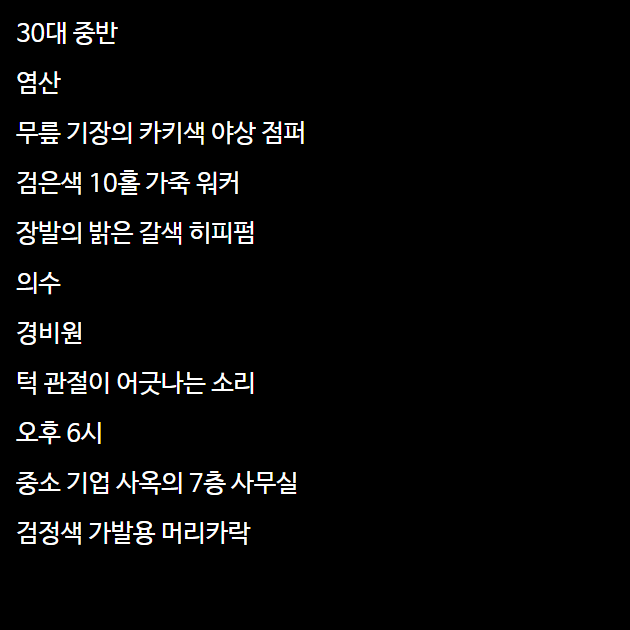 30대 중반
염산
무릎 기장의 카키색 야상 점퍼
검은색 10홀 가죽 워커
장발의 밝은 갈색 히피펌
의수
경비원
턱 관절이 어긋나는 소리
오후 6시
중소 기업 사옥의 7층 사무실
검정색 가발용 머리카락